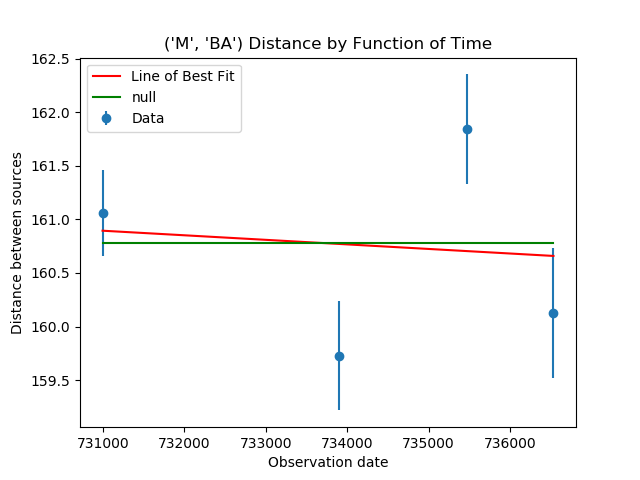 ('M', 'BA') Distance by Function of Time
162.5
162.0
161.5
161.0
160.5
160.0
159.5
Distance between sources
Line of Best Fit
null
Data
731000 732000 733000 734000 735000 736000
Observation date